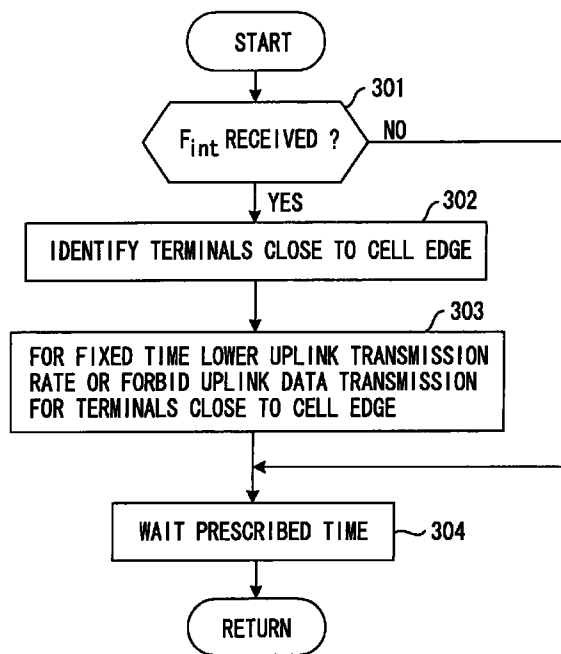 START
301
Fint RECEIVED ?
NO
YES
302
IDENTIFY TERMINALS CLOSE TO CELL EDGE
303
FOR FIXED TIME LOWER UPLINK TRANSMISSION
RATE OR FORBID UPLINK DATA TRANSMISSION
FOR TERMINALS CLOSE TO CELL EDGE
WAIT PRESCRIBED TIME
304
RETURN